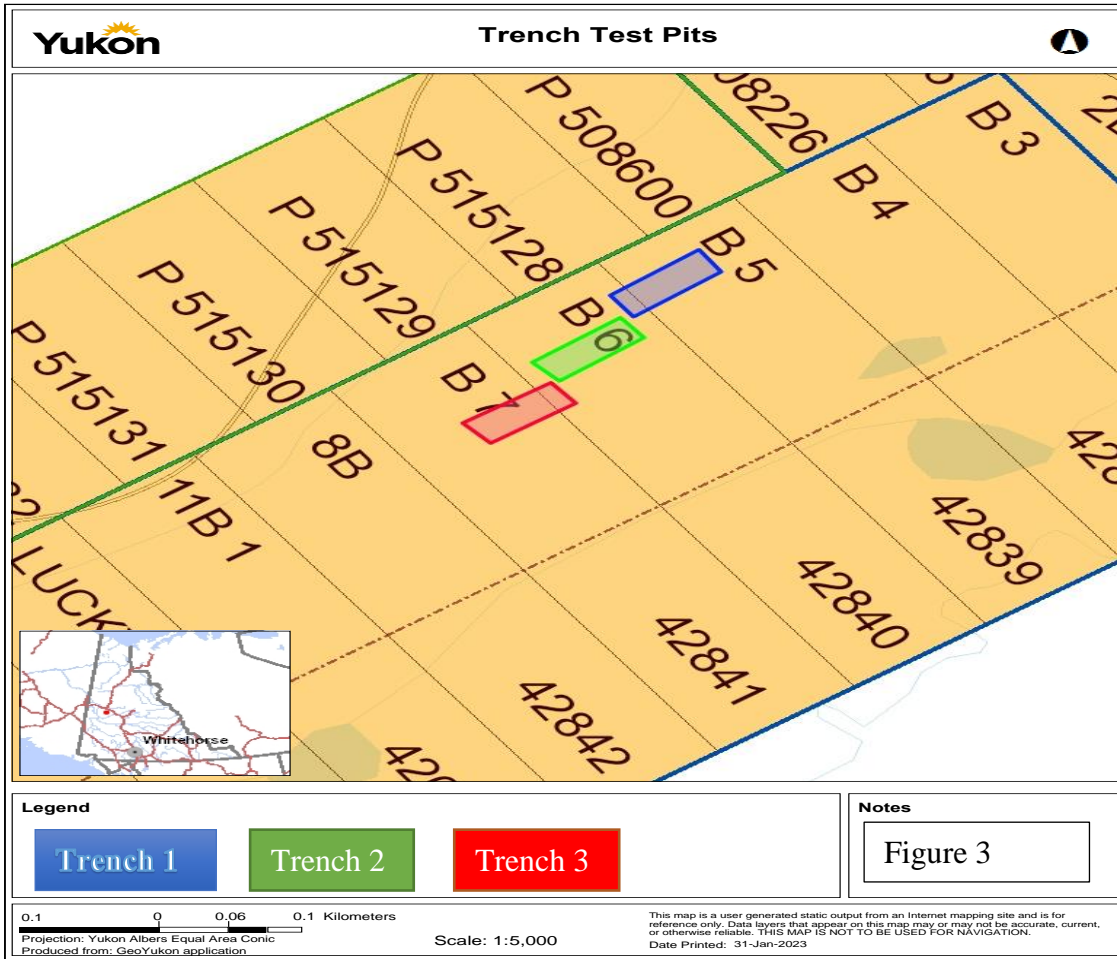 Yukon
Trench Test Pits
08226
B 3
P 508600
B 4
P 515128
B 5
P 515129
B 6
P 515130
B 7
P 515131
8B
11B 1
LUCK
42839
42840
42841
42842
Whitehorse
Legend
Trench 1
Trench 2
Trench 3
Notes
Figure 3
0.1 0 0.06 0.1 Kilometers
Projection: Yukon Albers Equal Area Conic
Produced from: GeoYukon application
Scale: 1:5,000
This map is a user generated static output from an Internet mapping site and is for
reference only. Data layers that appear on this map may or may not be accurate, current,
or otherwise reliable. THIS MAP IS NOT TO BE USED FOR NAVIGATION.
Date Printed: 31-Jan-2023